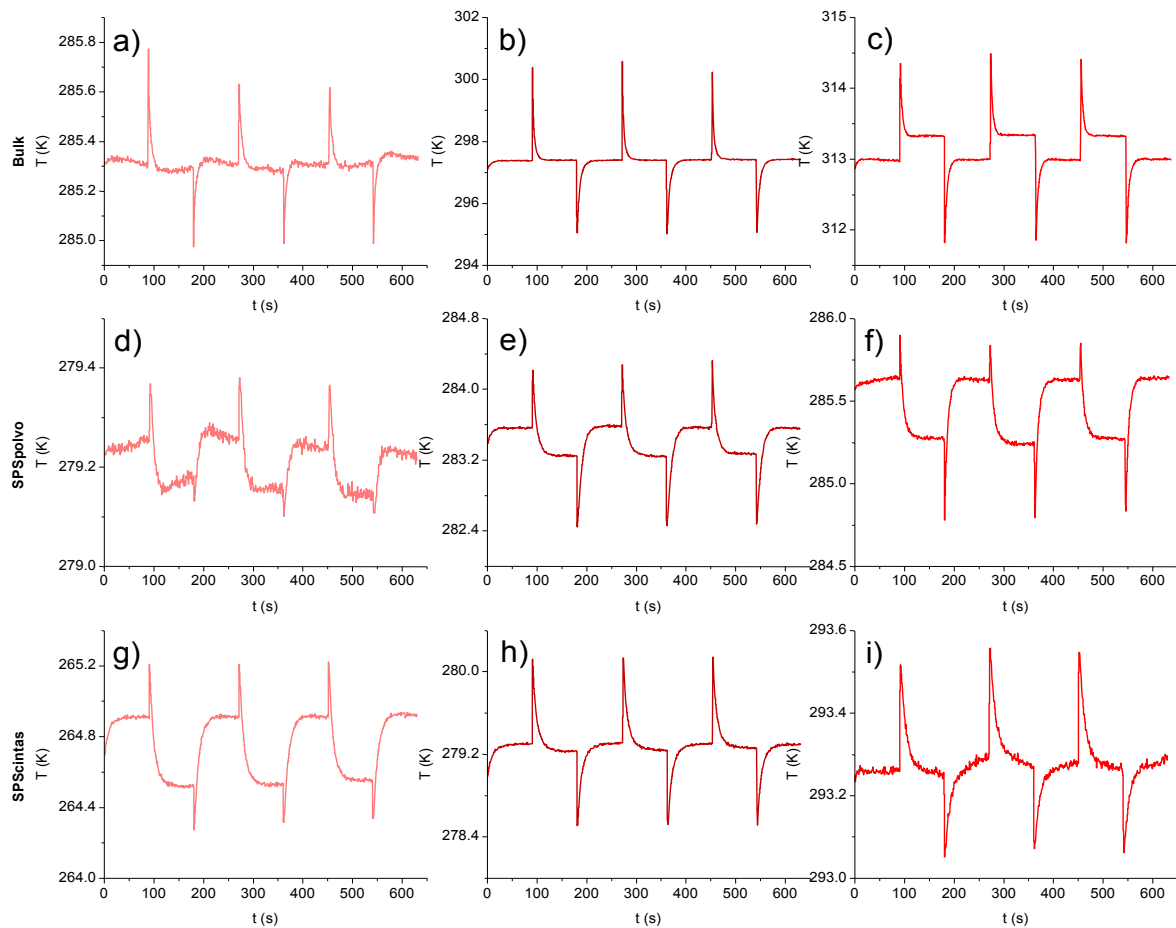 a)
Bulk
T (K)
285.8
285.6
285.4
285.2
285.0
0 100 200 300 400 500 600
t (s)
b)
T (K)
302
300
298
296
294
0 100 200 300 400 500 600
t (s)
c)
T (K)
315
314
313
312
311
0 100 200 300 400 500 600
t (s)
d)
SPSpolvo
T (K)
279.4
279.2
279.0
0 100 200 300 400 500 600
t (s)
e)
T (K)
284.8
284.0
283.2
282.4
0 100 200 300 400 500 600
t (s)
f)
T (K)
286.0
285.5
285.0
284.5
0 100 200 300 400 500 600
t (s)
g)
SPScintas
T (K)
265.2
264.8
264.4
264.0
0 100 200 300 400 500 600
t (s)
h)
T (K)
280.0
279.2
278.4
0 100 200 300 400 500 600
t (s)
i)
T (K)
293.6
293.4
293.2
293.0
0 100 200 300 400 500 600
t (s)